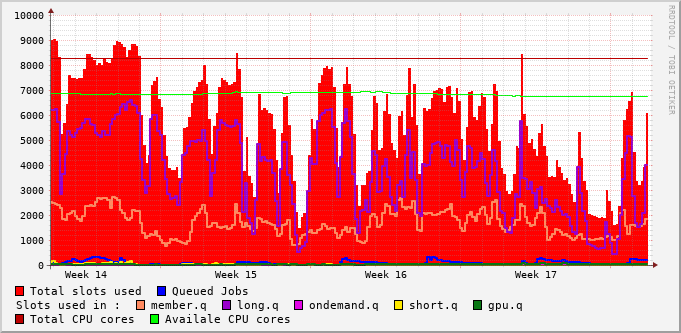 10000
9000
8000
7000
6000
5000
4000
3000
2000
1000
0
Week 14 Week 15 Week 16 Week 17
Total slots used Queued Jobs
Slots used in : member.q long.q ondemand.q short.q gpu.q
Total CPU cores Availale CPU cores
RRDTOOL / TOBI OETIKER